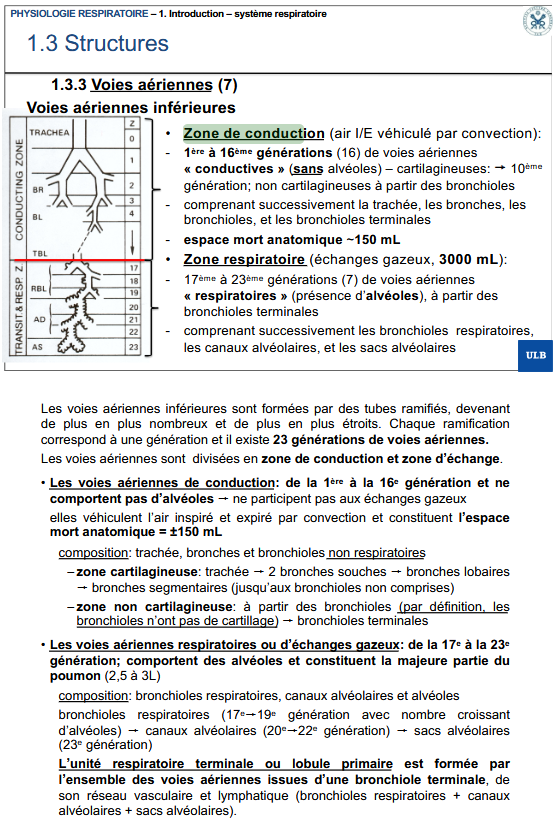 PHYSIOLOGIE RESPIRATOIRE – 1. Introduction – système respiratoire
1.3 Structures
1.3.3 Voies aériennes (7)
Voies aériennes inférieures
CONDUCTING ZONE
TRANSIT.& RESP. Z
TRACHEA
BR
BL
TBL
RBL
AD
AS
Z
0
1
2
3
4
17
18
19
20
21
22
23
• Zone de conduction (air I/E véhiculé par convection):
- 1ère à 16ème générations (16) de voies aériennes
« conductives » (sans alvéoles) – cartilagineuses: → 10ème
génération; non cartilagineuses à partir des bronchioles
- comprenant successivement la trachée, les bronches, les
bronchioles, et les bronchioles terminales
- espace mort anatomique ~150 mL
• Zone respiratoire (échanges gazeux, 3000 mL):
- 17ème à 23ème générations (7) de voies aériennes
« respiratoires » (présence d'alvéoles), à partir des
bronchioles terminales
- comprenant successivement les bronchioles respiratoires,
les canaux alvéolaires, et les sacs alvéolaires
ULB
Les voies aériennes inférieures sont formées par des tubes ramifiés, devenant
de plus en plus nombreux et de plus en plus étroits. Chaque ramification
correspond à une génération et il existe 23 générations de voies aériennes.
Les voies aériennes sont divisées en zone de conduction et zone d'échange.
• Les voies aériennes de conduction: de la 1ère à la 16e génération et ne
comportent pas d'alvéoles → ne participent pas aux échanges gazeux
elles véhiculent l'air inspiré et expiré par convection et constituent l'espace
mort anatomique = ±150 mL
composition: trachée, bronches et bronchioles non respiratoires
– zone cartilagineuse: trachée → 2 bronches souches → bronches lobaires
→ bronches segmentaires (jusqu'aux bronchioles non comprises)
– zone non cartilagineuse: à partir des bronchioles (par définition, les
bronchioles n'ont pas de cartillage) → bronchioles terminales
• Les voies aériennes respiratoires ou d'échanges gazeux: de la 17e à la 23e
génération; comportent des alvéoles et constituent la majeure partie du
poumon (2,5 à 3L)
composition: bronchioles respiratoires, canaux alvéolaires et alvéoles
bronchioles respiratoires (17e→19e génération avec nombre croissant
d'alvéoles) → canaux alvéolaires (20e→22e génération) → sacs alvéolaires
(23e génération)
L'unité respiratoire terminale ou lobule primaire est formée par
l'ensemble des voies aériennes issues d'une bronchiole terminale, de
son réseau vasculaire et lymphatique (bronchioles respiratoires + canaux
alvéolaires + sacs alvéolaires).